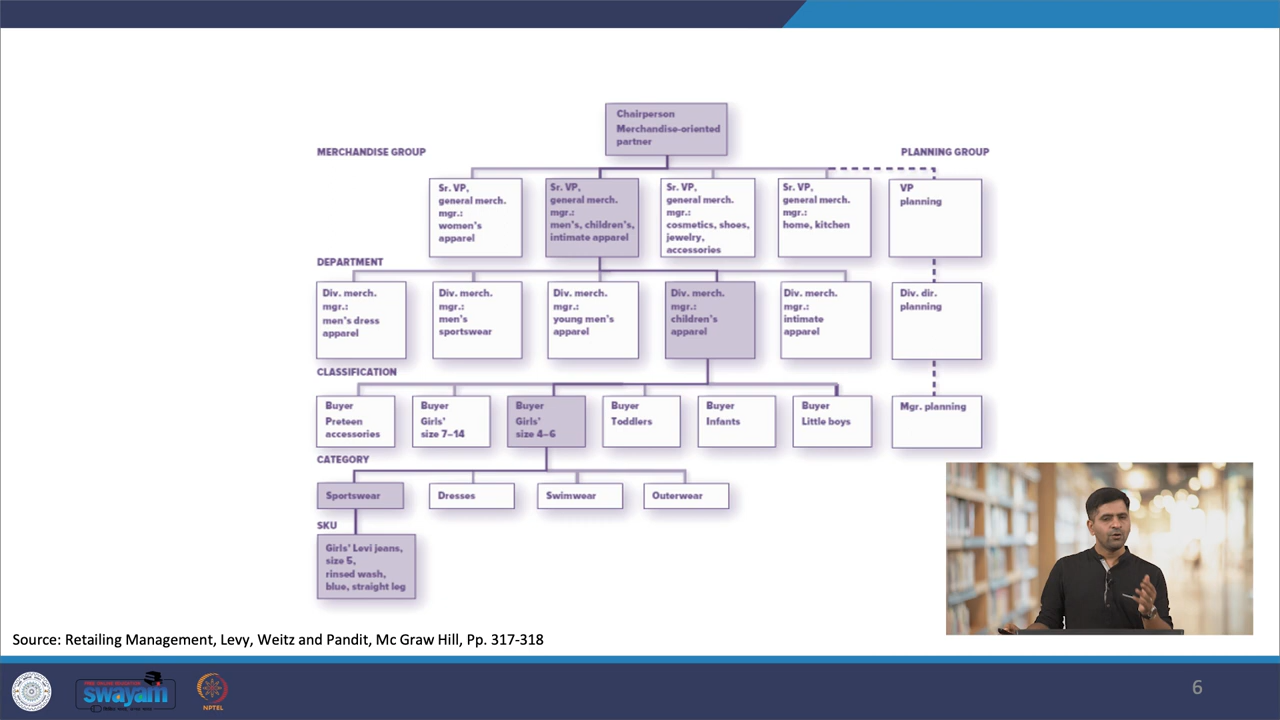 Chairperson
Merchandise-oriented
partner
MERCHANDISE GROUP
PLANNING GROUP
Sr. VP,
general merch.
mgr.:
women's
apparel
Sr. VP,
general merch.
mgr.:
men's, children's,
intimate apparel
Sr. VP,
general merch.
mgr.:
cosmetics, shoes,
jewelry,
accessories
Sr. VP,
general merch.
mgr.:
home, kitchen
VP
planning
DEPARTMENT
Div. merch.
mgr.:
men's dress
apparel
Div. merch.
mgr.:
men's
sportswear
Div. merch.
mgr.:
young men's
apparel
Div. merch.
mgr.:
children's
apparel
Div. merch.
mgr.:
intimate
apparel
Div. dir.
planning
CLASSIFICATION
Buyer
Preteen
accessories
Buyer
Girls'
size 7–14
Buyer
Girls'
size 4–6
Buyer
Toddlers
Buyer
Infants
Buyer
Little boys
Mgr. planning
CATEGORY
Sportswear
Dresses
Swimwear
Outerwear
SKU
Girls' Levi jeans,
size 5,
rinsed wash,
blue, straight leg
Source: Retailing Management, Levy, Weitz and Pandit, Mc Graw Hill, Pp. 317-318
swayam
NPTEL
6